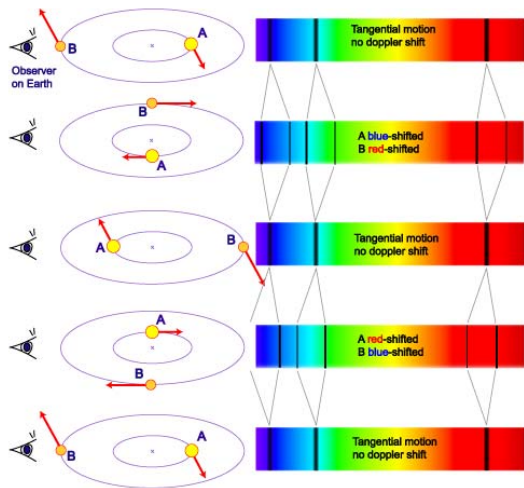 A
B
Observer
on Earth
Tangential motion
no doppler shift
B
A
A blue-shifted
B red-shifted
A
B
Tangential motion
no doppler shift
A
B
A red-shifted
B blue-shifted
A
B
Tangential motion
no doppler shift